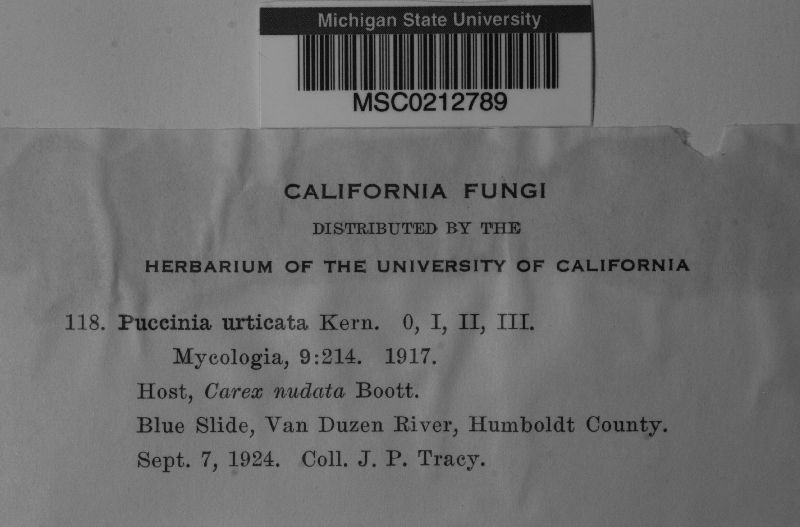 Michigan State University
MSC0212789
CALIFORNIA FUNGI
DISTRIBUTED BY THE
HERBARIUM OF THE UNIVERSITY OF CALIFORNIA
118. Puccinia urticata Kern. 0, I, II, III.
Mycologia, 9:214. 1917.
Host, Carex nudata Boott.
Blue Slide, Van Duzen River, Humboldt County.
Sept. 7, 1924. Coll. J. P. Tracy.